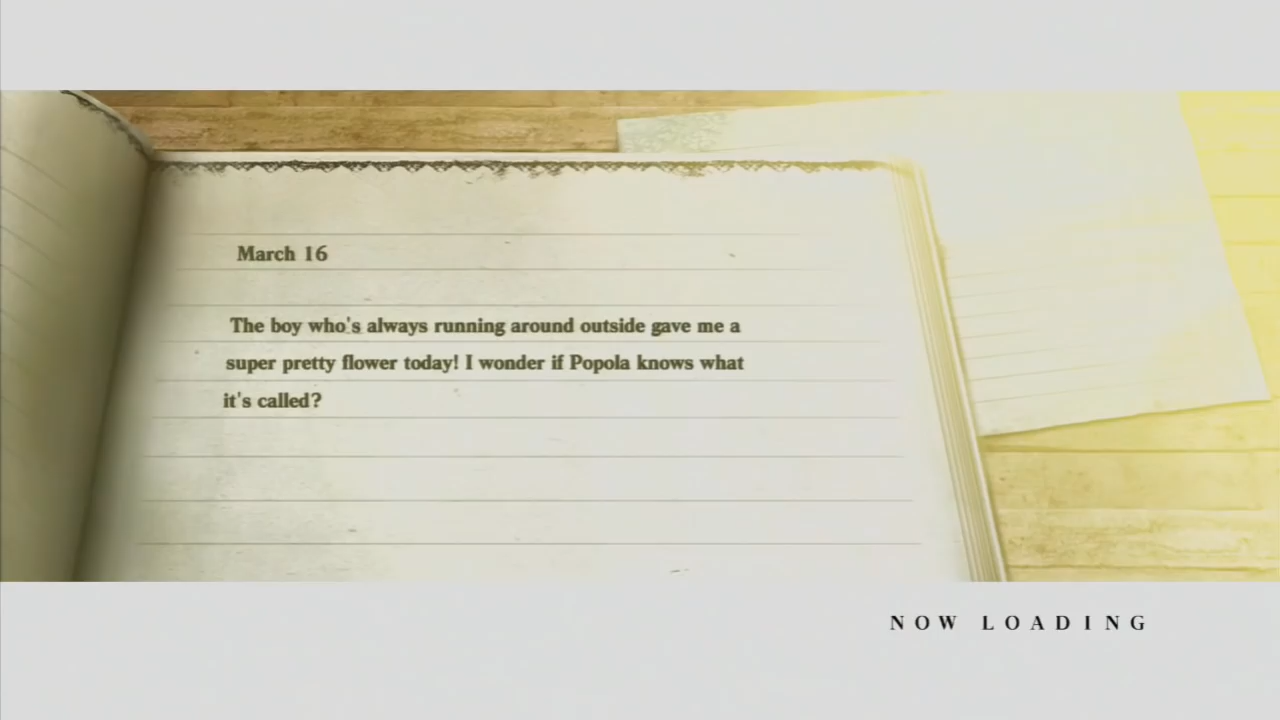 March 16
The boy who's always running around outside gave me a
super pretty flower today! I wonder if Popola knows what
it's called?
NOW LOADING